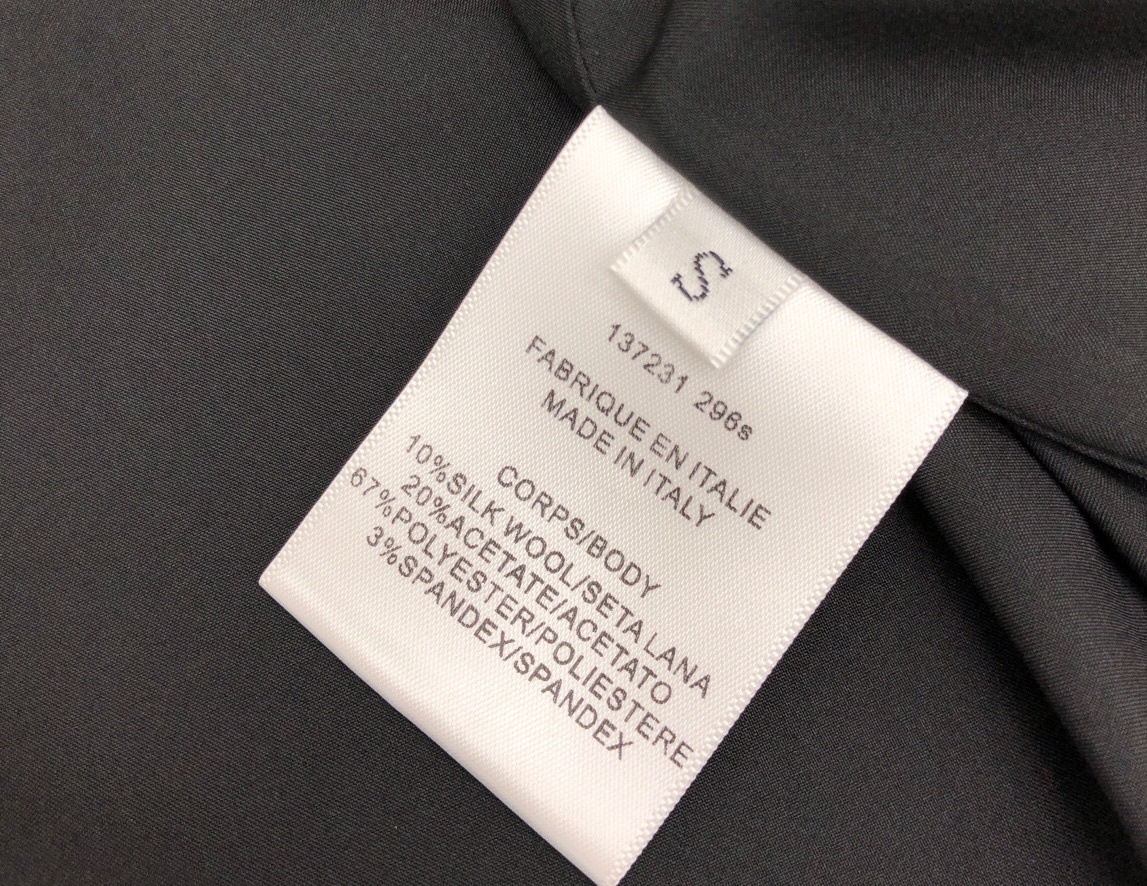 S
137231 296s
FABRIQUE EN ITALIE
MADE IN ITALY
CORPS/BODY
10%SILK WOOL/SETA LANA
20%ACETATE/ACETATO
67%POLYESTER/POLIESTERE
3%SPANDEX/SPANDEX